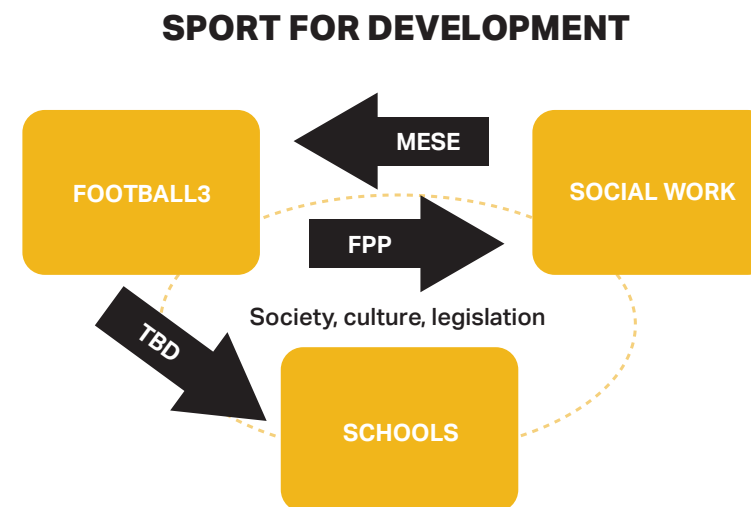 SPORT FOR DEVELOPMENT
MESE
FOOTBALL3
SOCIAL WORK
FPP
Society, culture, legislation
TBD
SCHOOLS